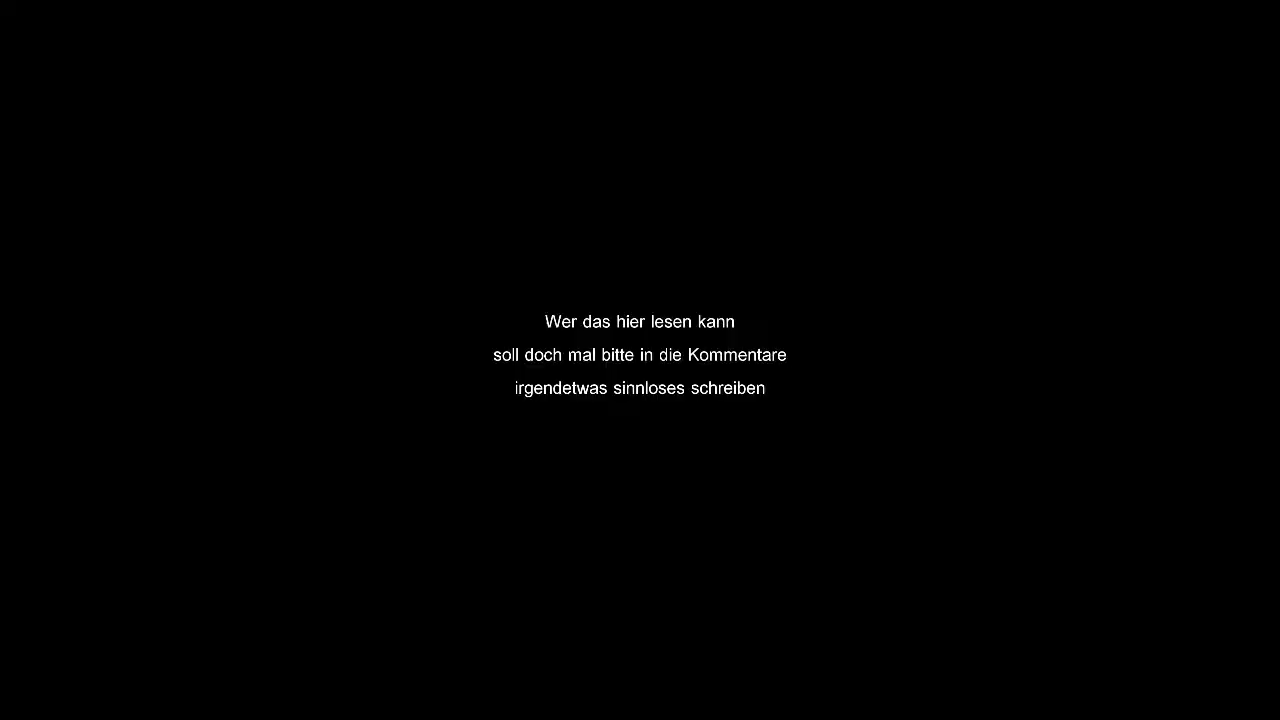 Wer das hier lesen kann
soll doch mal bitte in die Kommentare
irgendetwas sinnloses schreiben